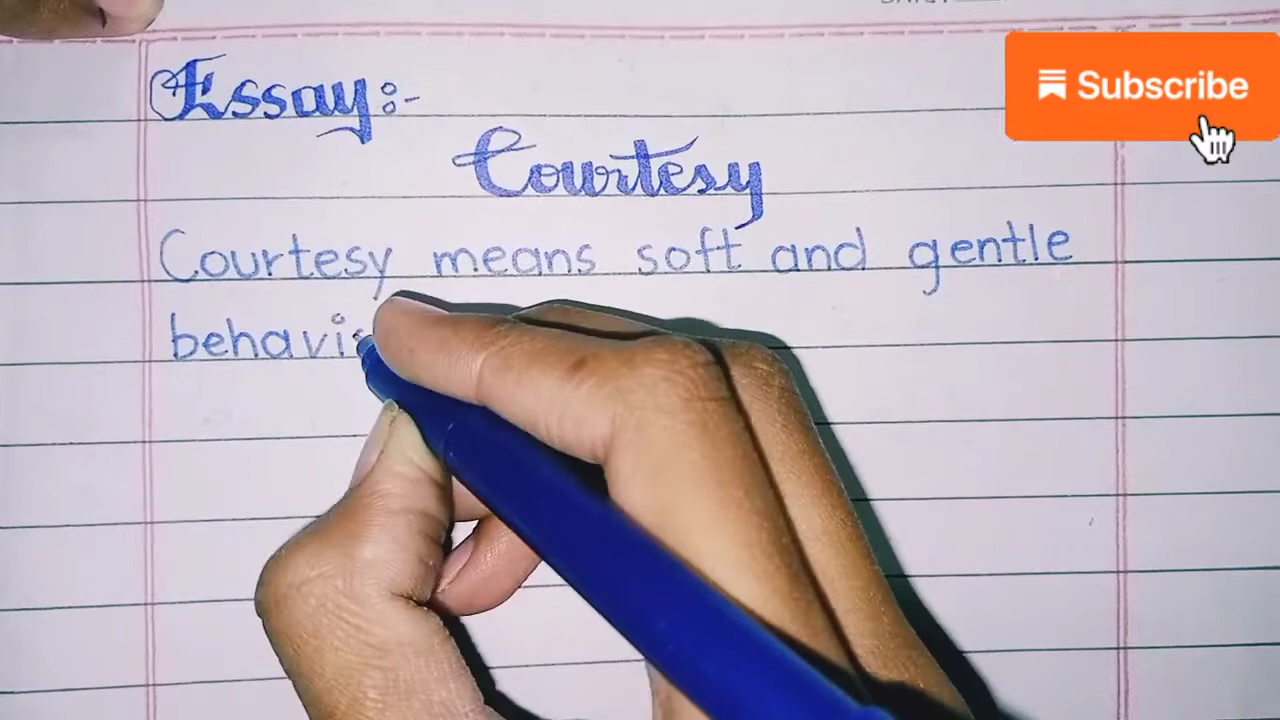 Subscribe
Essay:-
Courtesy
Courtesy means soft and gentle
behavi